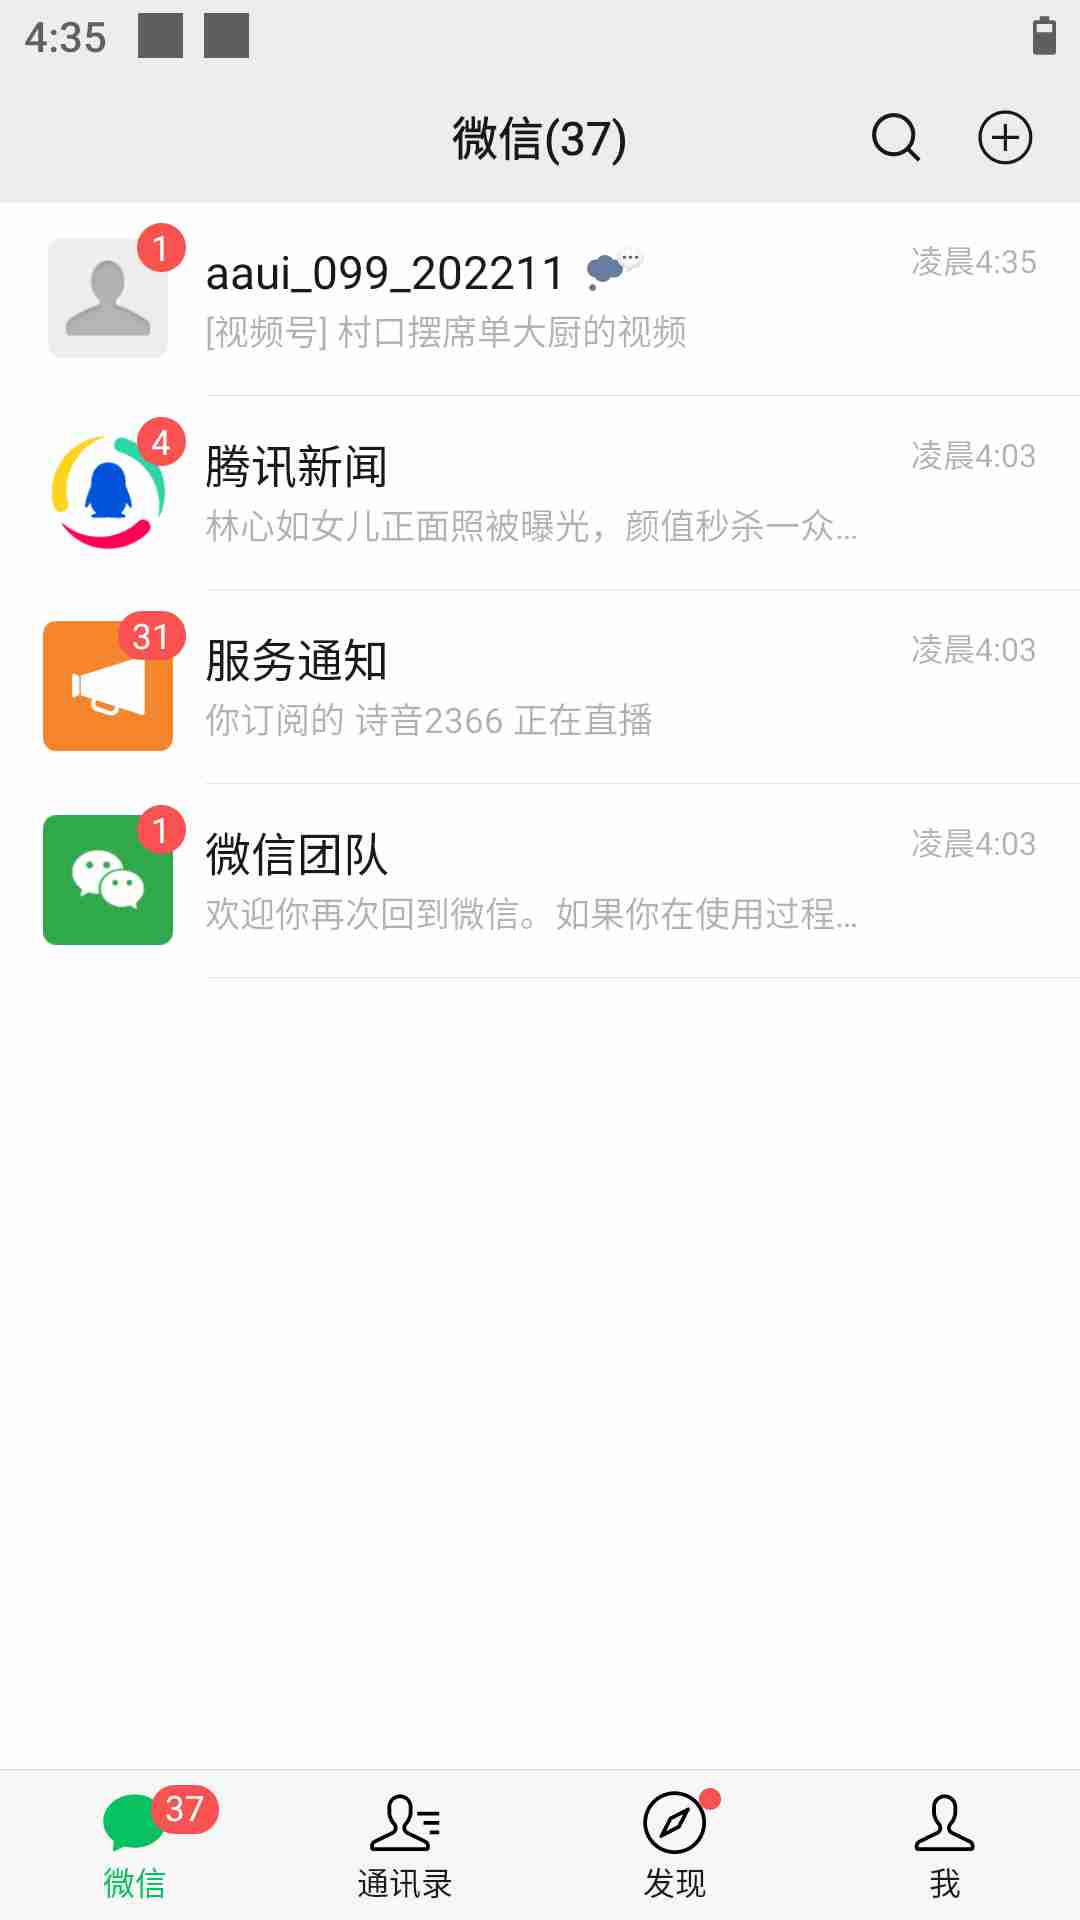 4:35
微信(37)
1
aaui_099_202211
凌晨4:35
[视频号] 村口摆席单大厨的视频
4
腾讯新闻
凌晨4:03
林心如女儿正面照被曝光，颜值秒杀一众...
31
服务通知
凌晨4:03
你订阅的 诗音2366 正在直播
1
微信团队
凌晨4:03
欢迎你再次回到微信。如果你在使用过程...
37
微信
通讯录
发现
我